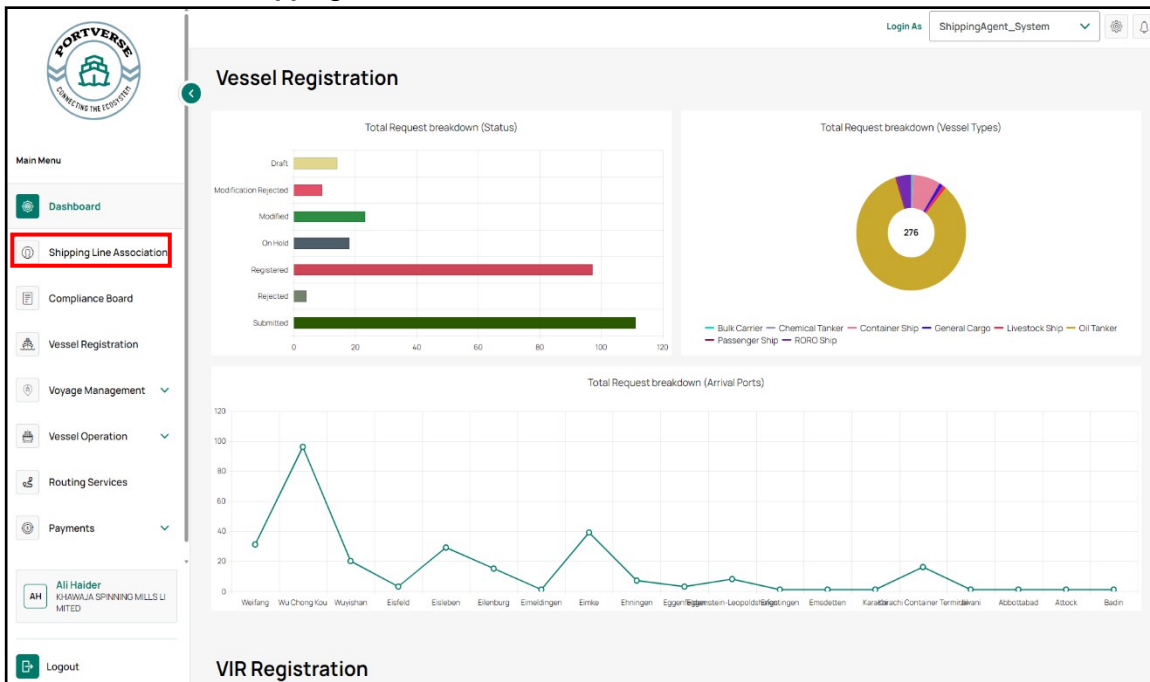 PORTVERSE
CONNECTING THE ECOSYSTEM
Login As
ShippingAgent_System
Main Menu
Dashboard
Shipping Line Association
Compliance Board
Vessel Registration
Voyage Management
Vessel Operation
Routing Services
Payments
AH
Ali Haider
KHAWAJA SPINNING MILLS LI
MITED
Logout
Vessel Registration
Total Request breakdown (Status)
Draft
Modification Rejected
Modified
On Hold
Registered
Rejected
Submitted
0 20 40 60 80 100 120
Total Request breakdown (Vessel Types)
276
Bulk Carrier Chemical Tanker Container Ship General Cargo Livestock Ship Oil Tanker
Passenger Ship RORO Ship
Total Request breakdown (Arrival Ports)
120
100
80
60
40
20
0
Weifang Wu Chong Kou Wuyishan Eisfeld Eisleben Eilenburg Eimeldingen Eimke Ehningen Emsdetten Karachi Container Abbottabad Attock Badin
VIR Registration